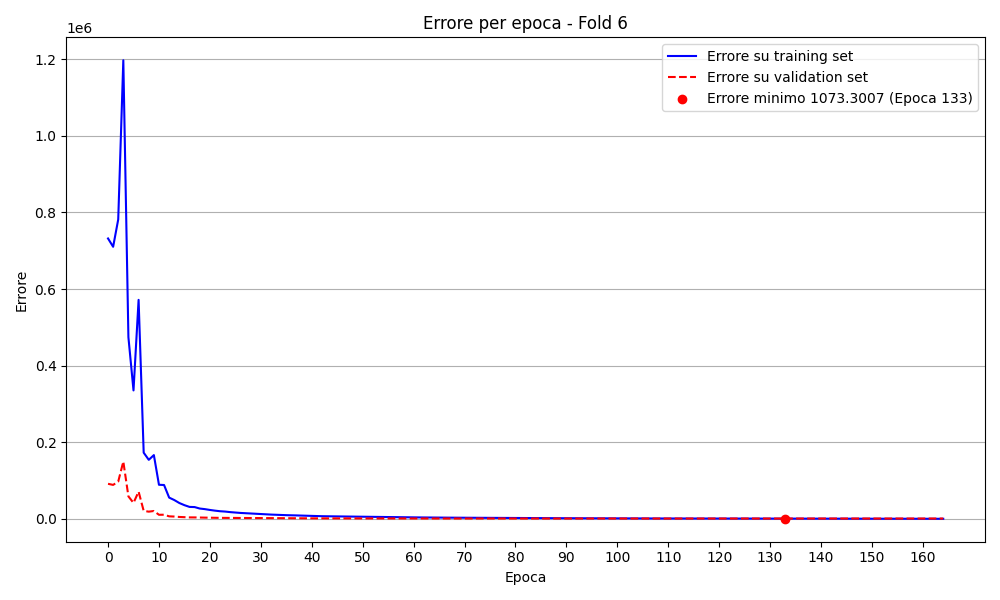 Errore per epoca - Fold 6
1e6
1.2
1.0
0.8
0.6
0.4
0.2
0.0
Errore
Errore su training set
Errore su validation set
Errore minimo 1073.3007 (Epoca 133)
0 10 20 30 40 50 60 70 80 90 100 110 120 130 140 150 160
Epoca